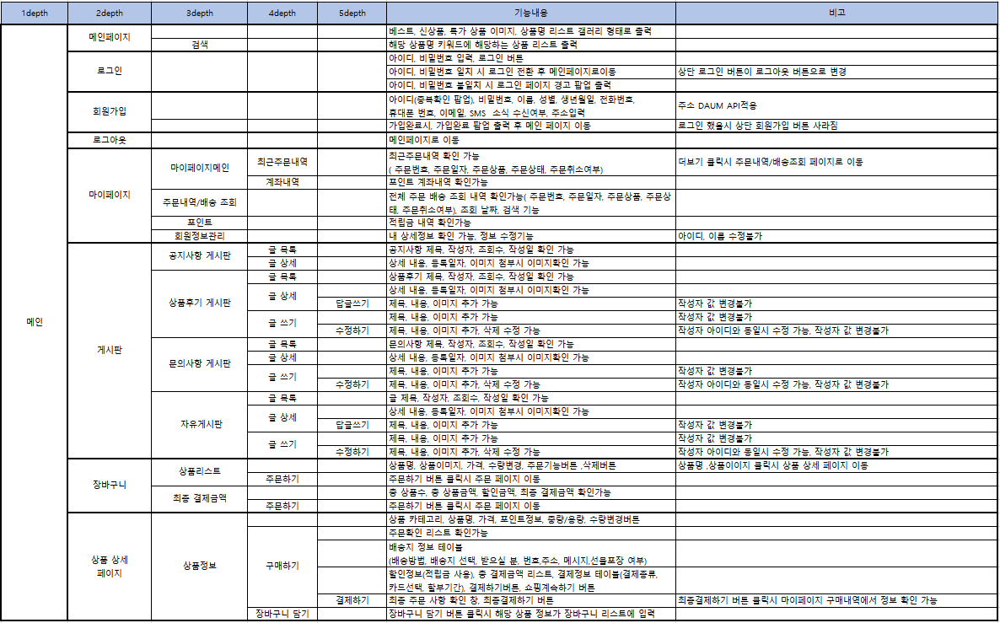 1depth 2depth 3depth 4depth 5depth 기능내용 비고
메인
메인페이지
베스트, 신상품, 특가 상품 이미지, 상품명 리스트 갤러리 형태로 출력
검색 해당 상품명 키워드에 해당하는 상품 리스트 출력
로그인
아이디, 비밀번호 입력, 로그인 버튼
아이디, 비밀번호 일치 시 로그인 전환 후 메인페이지로이동 상단 로그인 버튼이 로그아웃 버튼으로 변경
아이디, 비밀번호 불일치 시 로그인 페이지 경고 팝업 출력
회원가입
아이디(중복확인 팝업), 비밀번호, 이름, 성별, 생년월일, 전화번호,
휴대폰 번호, 이메일, SMS 소식 수신여부, 주소입력
주소 DAUM API적용
가입완료시, 가입완료 팝업 출력 후 메인 페이지 이동 로그인 했을시 상단 회원가입 버튼 사라짐
로그아웃 메인페이지로 이동
마이페이지
마이페이지메인
최근주문내역
최근주문내역 확인 가능
( 주문번호, 주문일자, 주문상품, 주문상태, 주문취소여부)
더보기 클릭시 주문내역/배송조회 페이지로 이동
계좌내역 포인트 계좌내역 확인가능
주문내역/배송 조회
전체 주문 배송 조회 내역 확인가능( 주문번호, 주문일자, 주문상품, 주문상
태, 주문취소여부), 조회 날짜, 검색 기능
포인트 적립금 내역 확인가능
회원정보관리 내 상세정보 확인 가능, 정보 수정기능 아이디, 이름 수정불가
게시판
공지사항 게시판
글 목록 공지사항 제목, 작성자, 조회수, 작성일 확인 가능
글 상세 상세 내용, 등록일자, 이미지 첨부시 이미지확인 가능
상품후기 게시판
글 목록 상품후기 제목, 작성자, 조회수, 작성일 확인 가능
글 상세
상세 내용, 등록일자, 이미지 첨부시 이미지확인 가능
답글쓰기 제목, 내용, 이미지 추가 가능 작성자 값 변경불가
글 쓰기
제목, 내용, 이미지 추가 가능 작성자 값 변경불가
수정하기 제목, 내용, 이미지 추가, 삭제 수정 가능 작성자 아이디와 동일시 수정 가능, 작성자 값 변경불가
문의사항 게시판
글 목록 문의사항 제목, 작성자, 조회수, 작성일 확인 가능
글 상세 상세 내용, 등록일자, 이미지 첨부시 이미지확인 가능
글 쓰기
제목, 내용, 이미지 추가 가능 작성자 값 변경불가
수정하기 제목, 내용, 이미지 추가, 삭제 수정 가능 작성자 아이디와 동일시 수정 가능, 작성자 값 변경불가
자유게시판
글 목록 글 제목, 작성자, 조회수, 작성일 확인 가능
글 상세
상세 내용, 등록일자, 이미지 첨부시 이미지확인 가능
답글쓰기 제목, 내용, 이미지 추가 가능 작성자 값 변경불가
글 쓰기
제목, 내용, 이미지 추가 가능 작성자 값 변경불가
수정하기 제목, 내용, 이미지 추가, 삭제 수정 가능 작성자 아이디와 동일시 수정 가능, 작성자 값 변경불가
장바구니
상품리스트
상품명, 상품이미지, 가격, 수량변경, 주문기능버튼 ,삭제버튼 상품명 ,상품이이지 클릭시 상품 상세 페이지 이동
주문하기 주문하기 버튼 클릭시 주문 페이지 이동
최종 결제금액
총 상품수, 총 상품금액, 할인금액, 최종 결제금액 확인가능
주문하기 주문하기 버튼 클릭시 주문 페이지 이동
상품 상세
페이지
상품정보
상품 카테고리, 상품명, 가격, 포인트정보, 중량/용량, 수량변경버튼
구매하기
주문확인 리스트 확인가능
배송지 정보 테이블
(배송방법, 배송지 선택, 받으실 분, 번호,주소, 메시지,선물포장 여부)
할인정보(적립금 사용), 총 결제금액 리스트, 결제정보 테이블(결제종류,
카드선택, 할부기간), 결제하기버튼, 쇼핑계속하기 버튼
결제하기 최종 주문 사항 확인 창, 최종결제하기 버튼 최종결제하기 버튼 클릭시 마이페이지 구매내역에서 정보 확인 가능
장바구니 담기 장바구니 담기 버튼 클릭시 해당 상품 정보가 장바구니 리스트에 입력